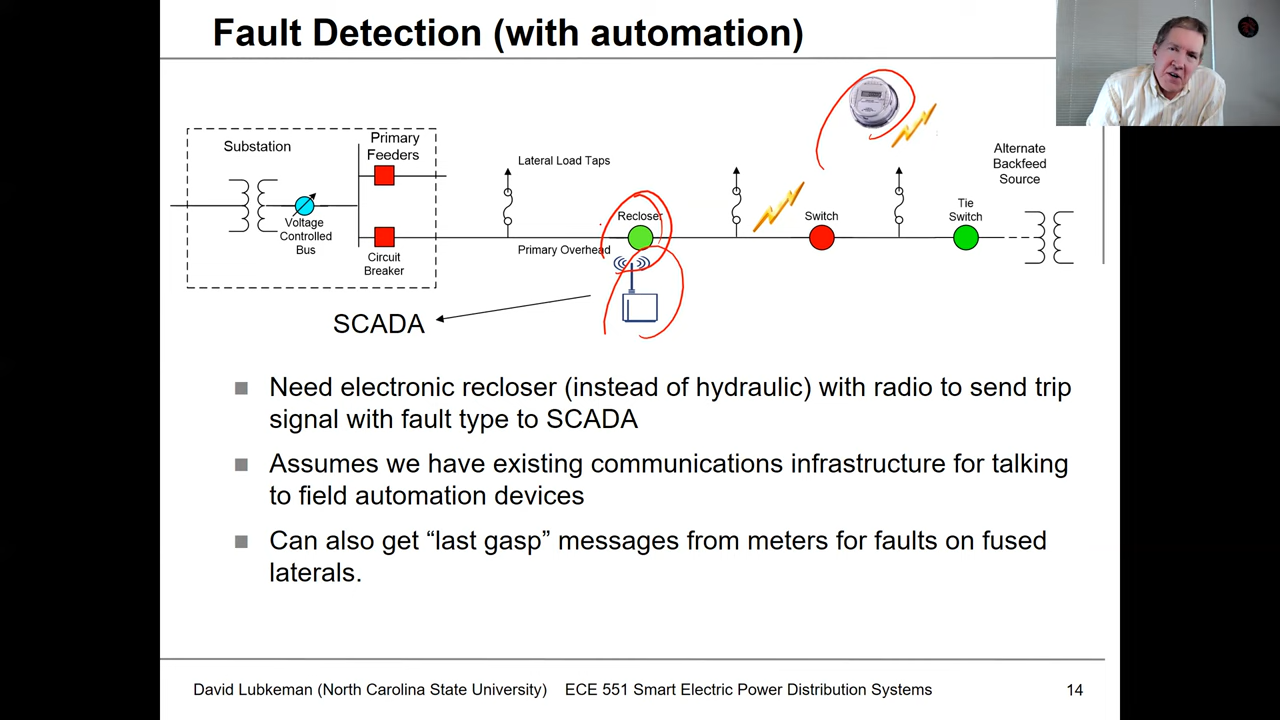 Fault Detection (with automation)
Substation
Primary
Feeders
Voltage
Controlled
Bus
Circuit
Breaker
Lateral Load Taps
Primary Overhead
Recloser
Switch
Tie
Switch
Alternate
Backfeed
Source
SCADA
Need electronic recloser (instead of hydraulic) with radio to send trip
signal with fault type to SCADA
Assumes we have existing communications infrastructure for talking
to field automation devices
Can also get “last gasp” messages from meters for faults on fused
laterals.
David Lubkeman (North Carolina State University) ECE 551 Smart Electric Power Distribution Systems 14